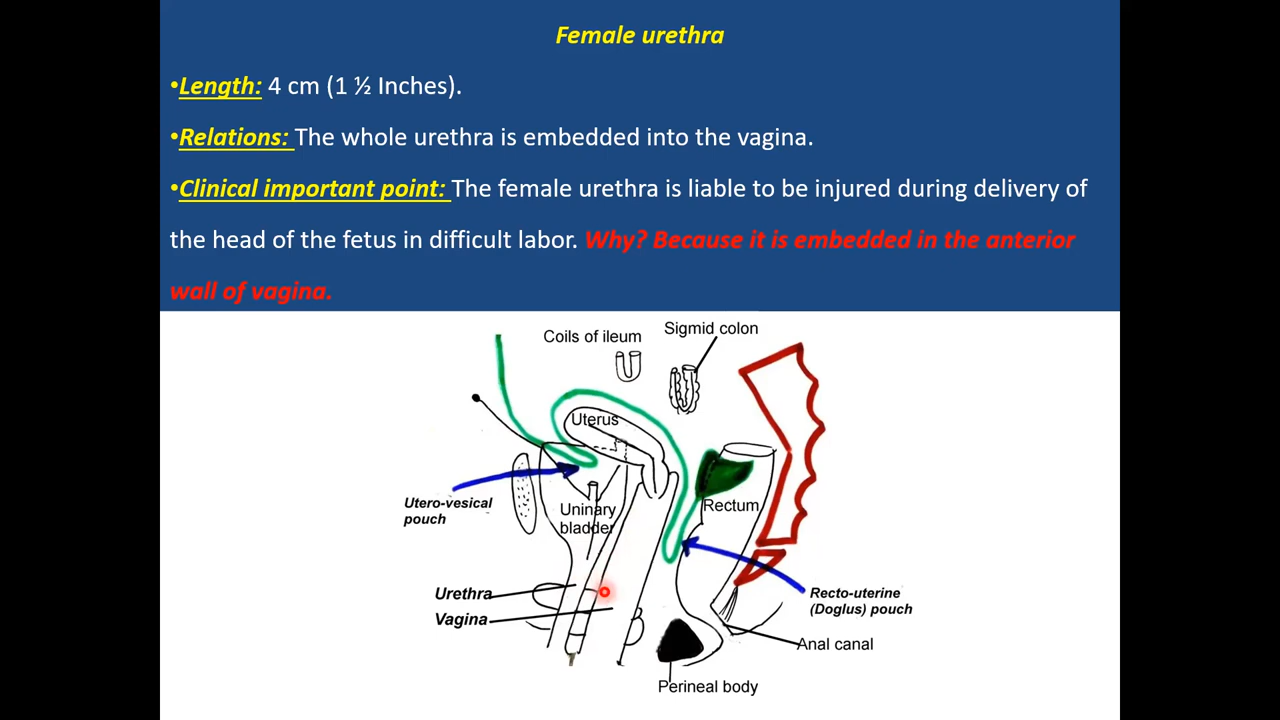 Female urethra
•Length: 4 cm (1 ½ Inches).
•Relations: The whole urethra is embedded into the vagina.
•Clinical important point: The female urethra is liable to be injured during delivery of
the head of the fetus in difficult labor. Why? Because it is embedded in the anterior
wall of vagina.
Coils of ileum
Sigmid colon
Uterus
Utero-vesical
pouch
Uninary
bladder
Rectum
Urethra
Vagina
Recto-uterine
(Doglus) pouch
Anal canal
Perineal body